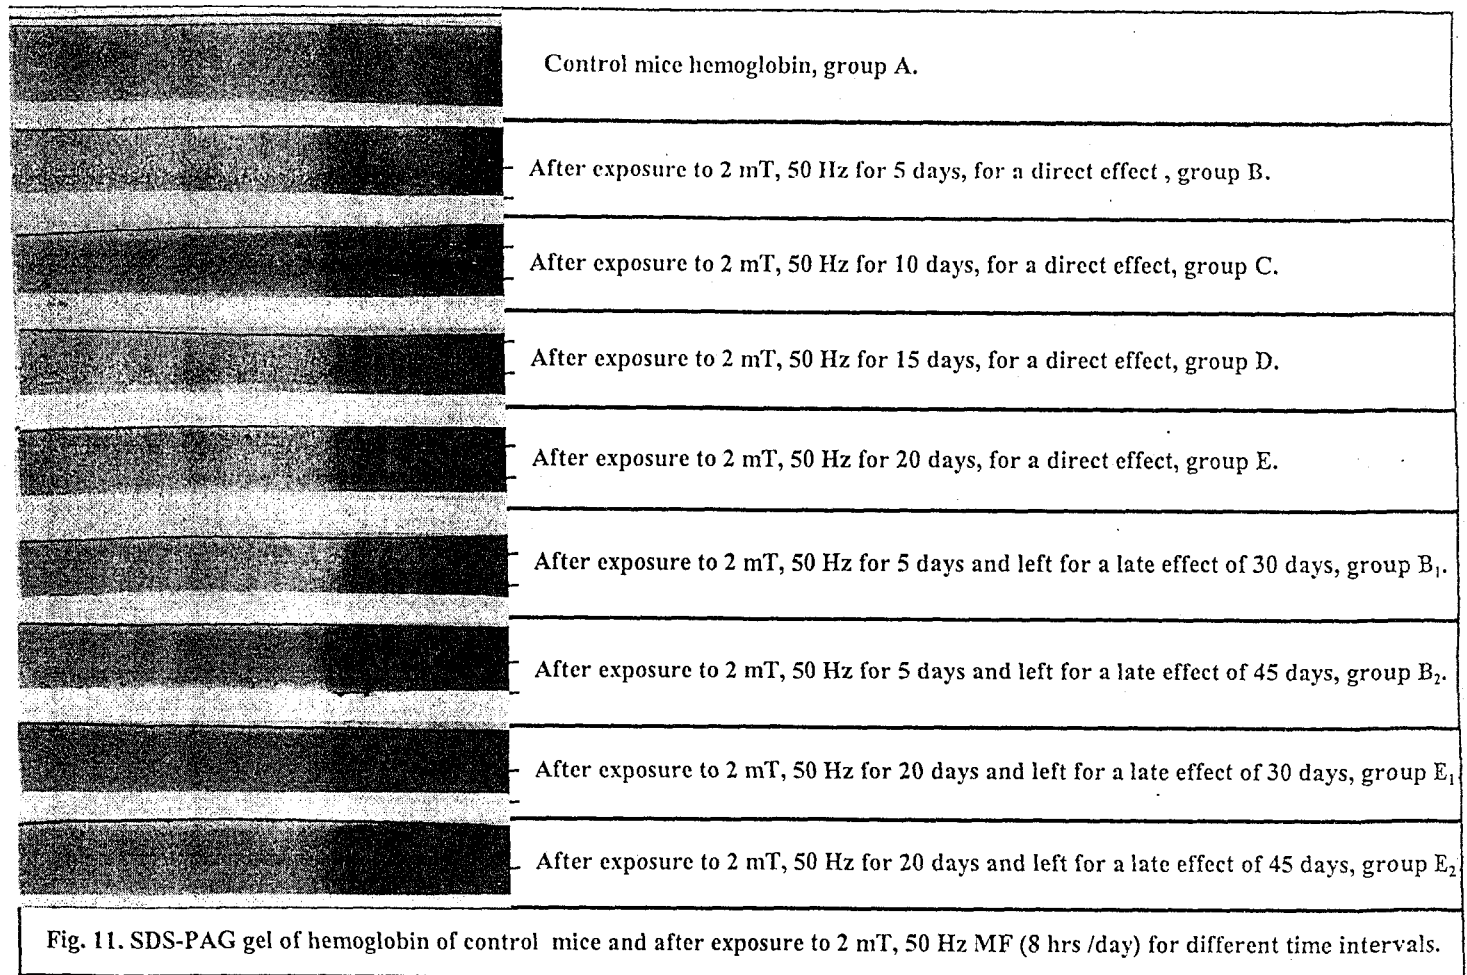 Control mice hemoglobin, group A.
After exposure to 2 mT, 50 Hz for 5 days, for a direct effect , group B.
After exposure to 2 mT, 50 Hz for 10 days, for a direct effect, group C.
After exposure to 2 mT, 50 Hz for 15 days, for a direct effect, group D.
After exposure to 2 mT, 50 Hz for 20 days, for a direct effect, group E.
After exposure to 2 mT, 50 Hz for 5 days and left for a late effect of 30 days, group B₁.
After exposure to 2 mT, 50 Hz for 5 days and left for a late effect of 45 days, group B₂.
After exposure to 2 mT, 50 Hz for 20 days and left for a late effect of 30 days, group E₁
After exposure to 2 mT, 50 Hz for 20 days and left for a late effect of 45 days, group E₂
Fig. 11. SDS-PAG gel of hemoglobin of control mice and after exposure to 2 mT, 50 Hz MF (8 hrs /day) for different time intervals.